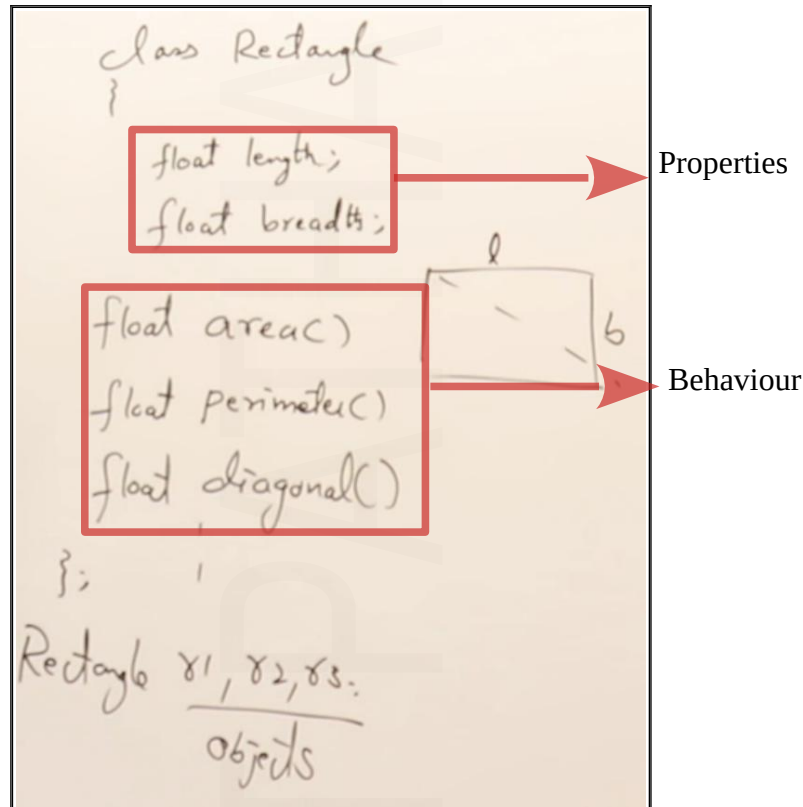 class Rectangle
{
float length;
float breadth;
Properties
l
b
float area()
float perimeter()
float diagonal()
Behaviour
};
Rectangle r1, r2, r3.
objects